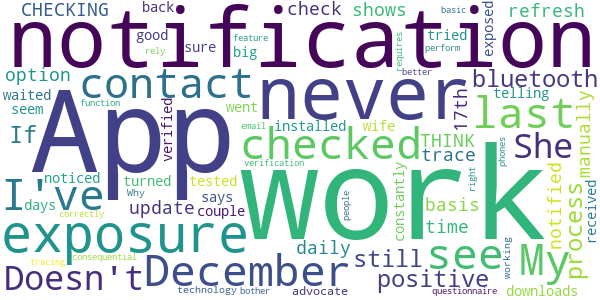 CHECKING back check shows exposed refresh
good sure big tried basic
rely feature requires perform better
notification
option contact never bluetooth
waited seem function verified went telling
If App email installed wife checked THINK last 17th She manually
noticed verification trace phones right
I've turned tested constantly notified process received
days Why says work basis see My
correctly update couple people time
exposure daily still working
Doesn't December positive downloads
tracing consequential technology bother advocate questionnaire